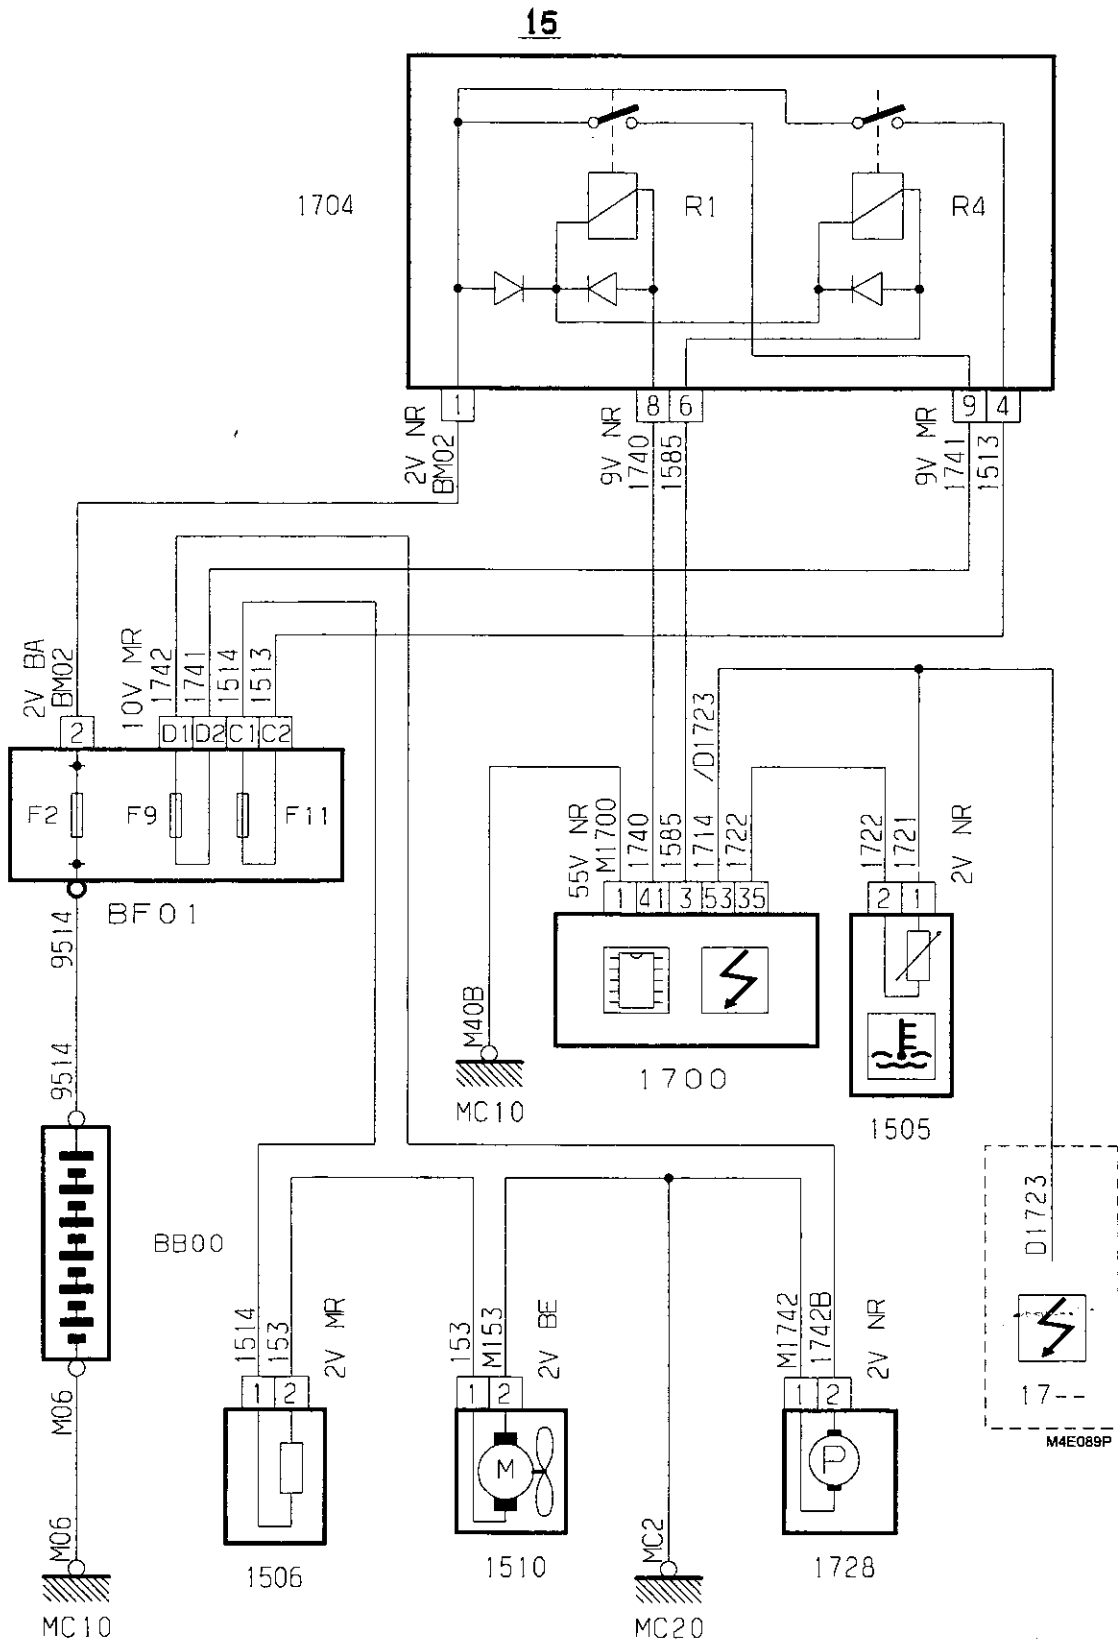 15
1704
R1
R4
1
8
6
9
4
2V NR
BM02
9V NR
1740
1585
9V MR
1741
1513
2V BA
BM02
10V MR
1742
1741
1514
1513
2
D1
D2
C1
C2
F2
F9
F11
BF01
9514
9514
55V NR
M1700
1740
1585
1714
/D1723
1722
1
41
3
53
35
1722
1721
2V NR
2
1
M40B
MC10
1700
1505
BB00
D1723
17--
M4E089P
M06
M06
MC10
1514
153
2V MR
1
2
1506
153
M153
2V BE
1
2
M
1510
MC2
MC20
M1742
1742B
2V NR
1
2
P
1728